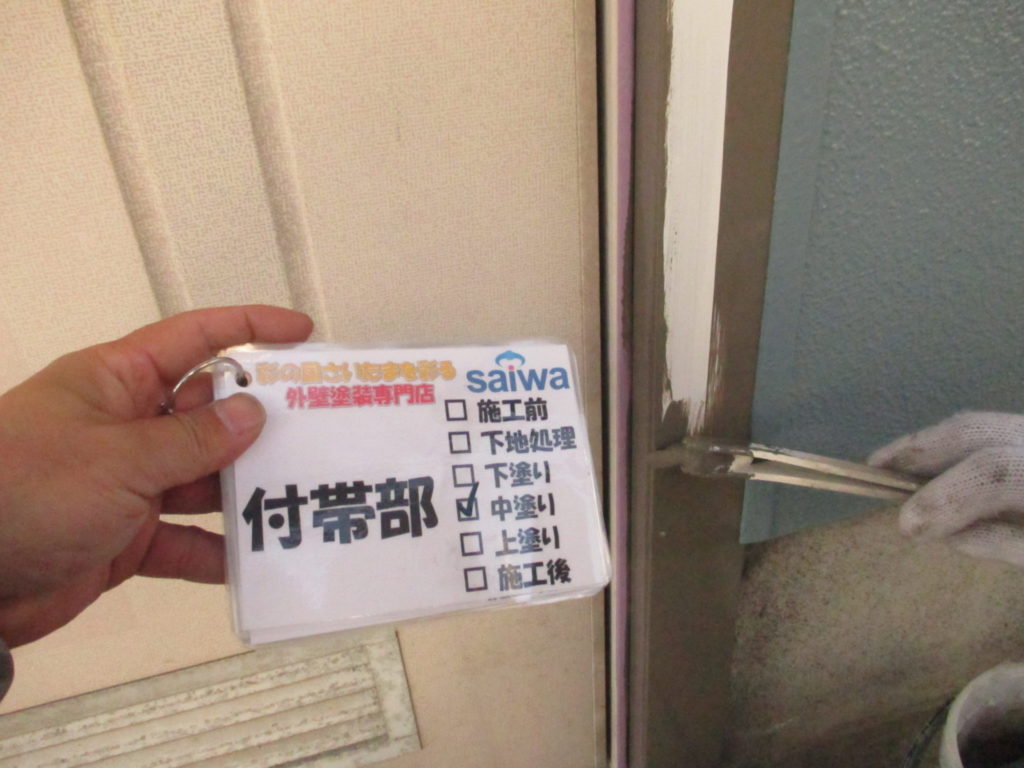 彩の国さいたまを彩る
外壁塗装専門店
saiwa
付帯部
□ 施工前
□ 下地処理
□ 下塗り
☑ 中塗り
□ 上塗り
□ 施工後